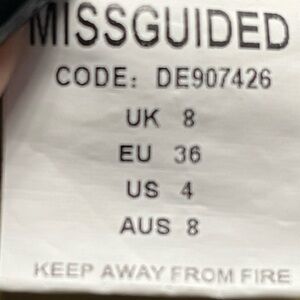 MISSGUIDED
CODE: DE907426
UK 8
EU 36
US 4
AUS 8
KEEP AWAY FROM FIRE